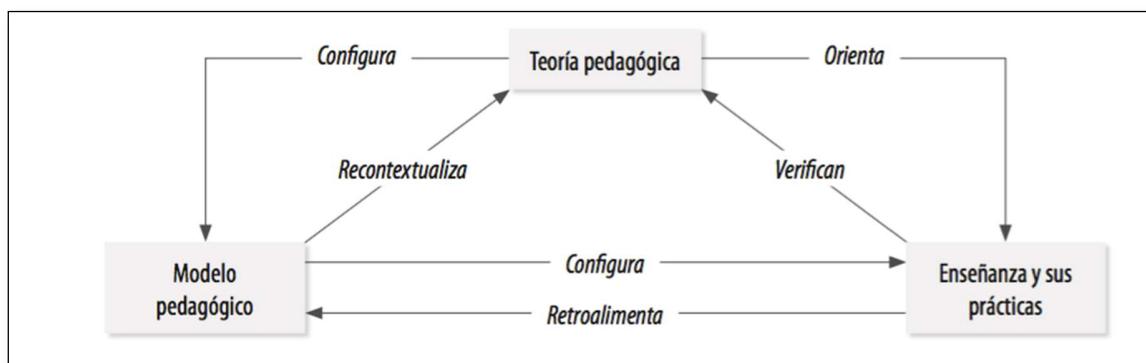 Configura
Teoría pedagógica
Orienta
Recontextualiza
Verifican
Modelo
pedagógico
Configura
Enseñanza y sus
prácticas
Retroalimenta